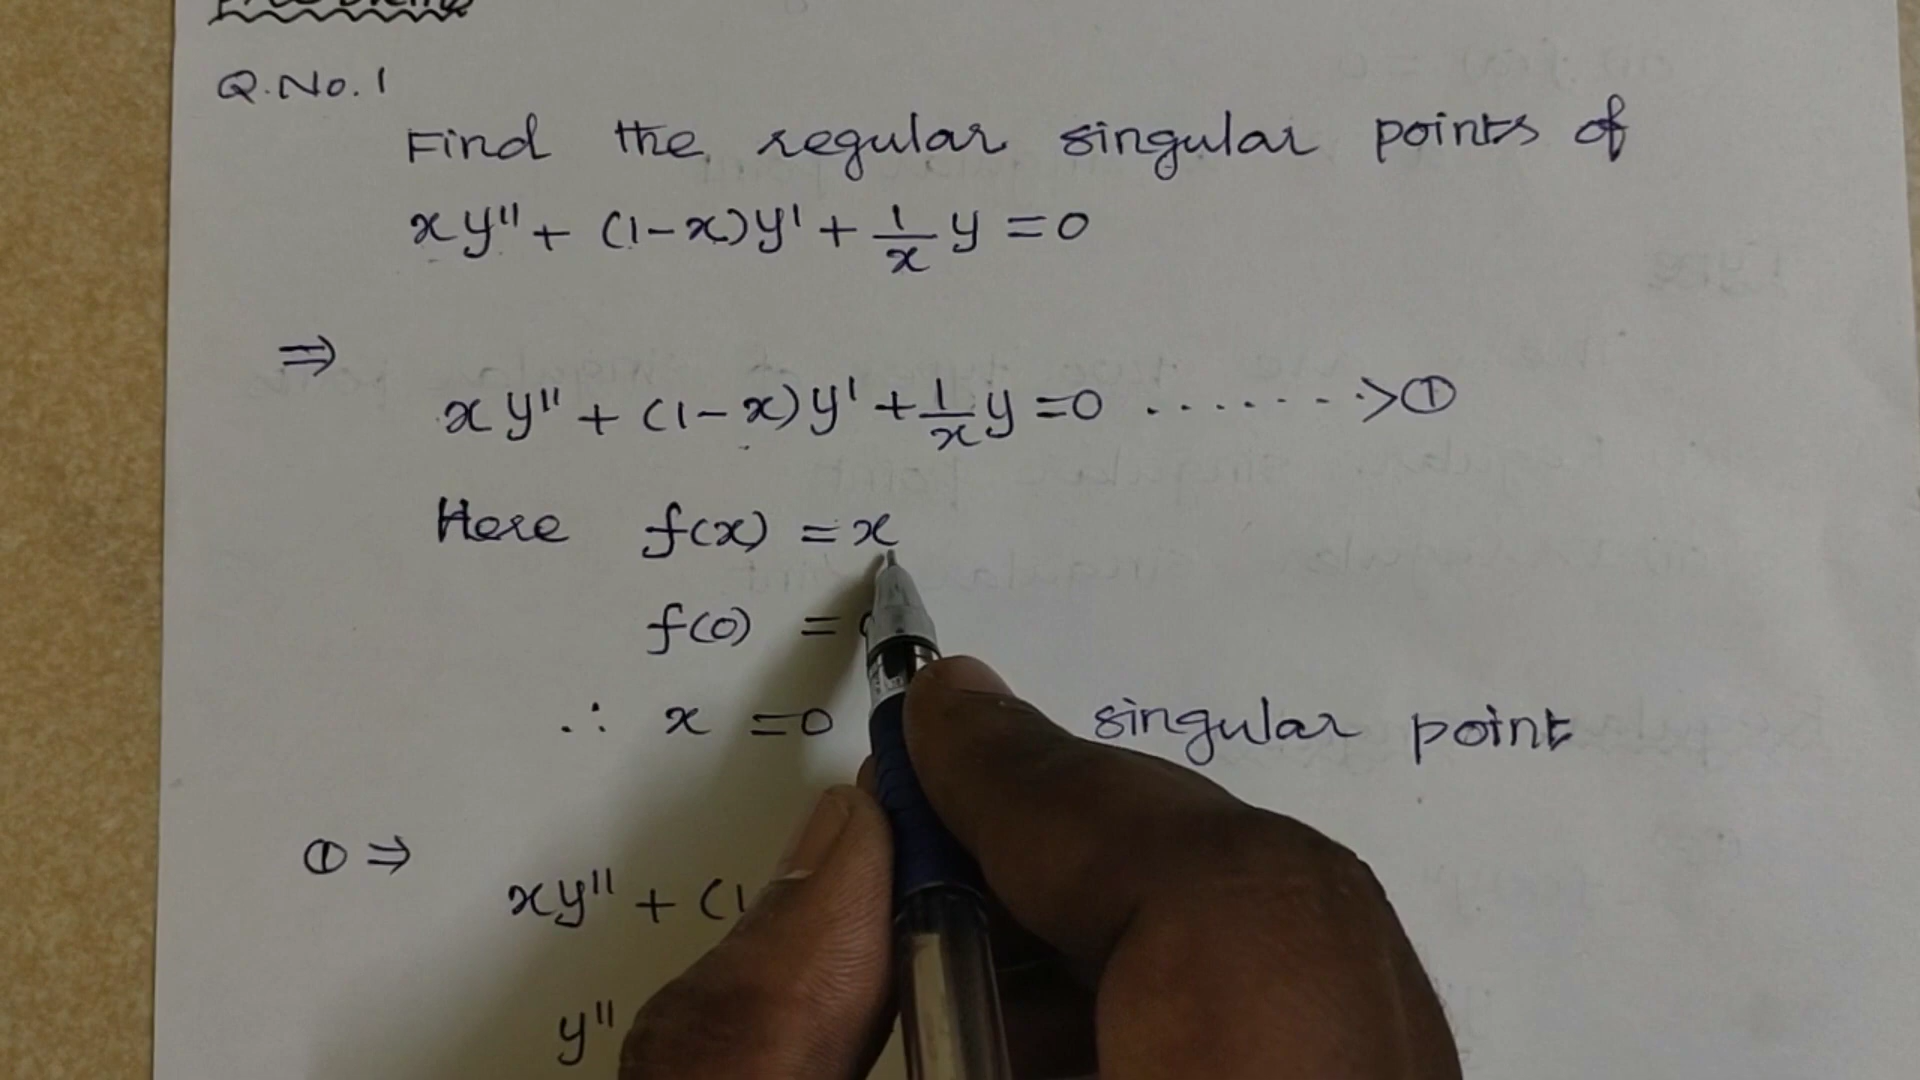 Q.No.1
Find the regular singular points of
xy'' + (1-x)y' + 1/x y = 0
⇒
xy'' + (1-x)y' + 1/x y = 0 .......>①
Here f(x) = x
f(0) =
∴ x = 0 singular point
① ⇒
xy'' + (1
y''